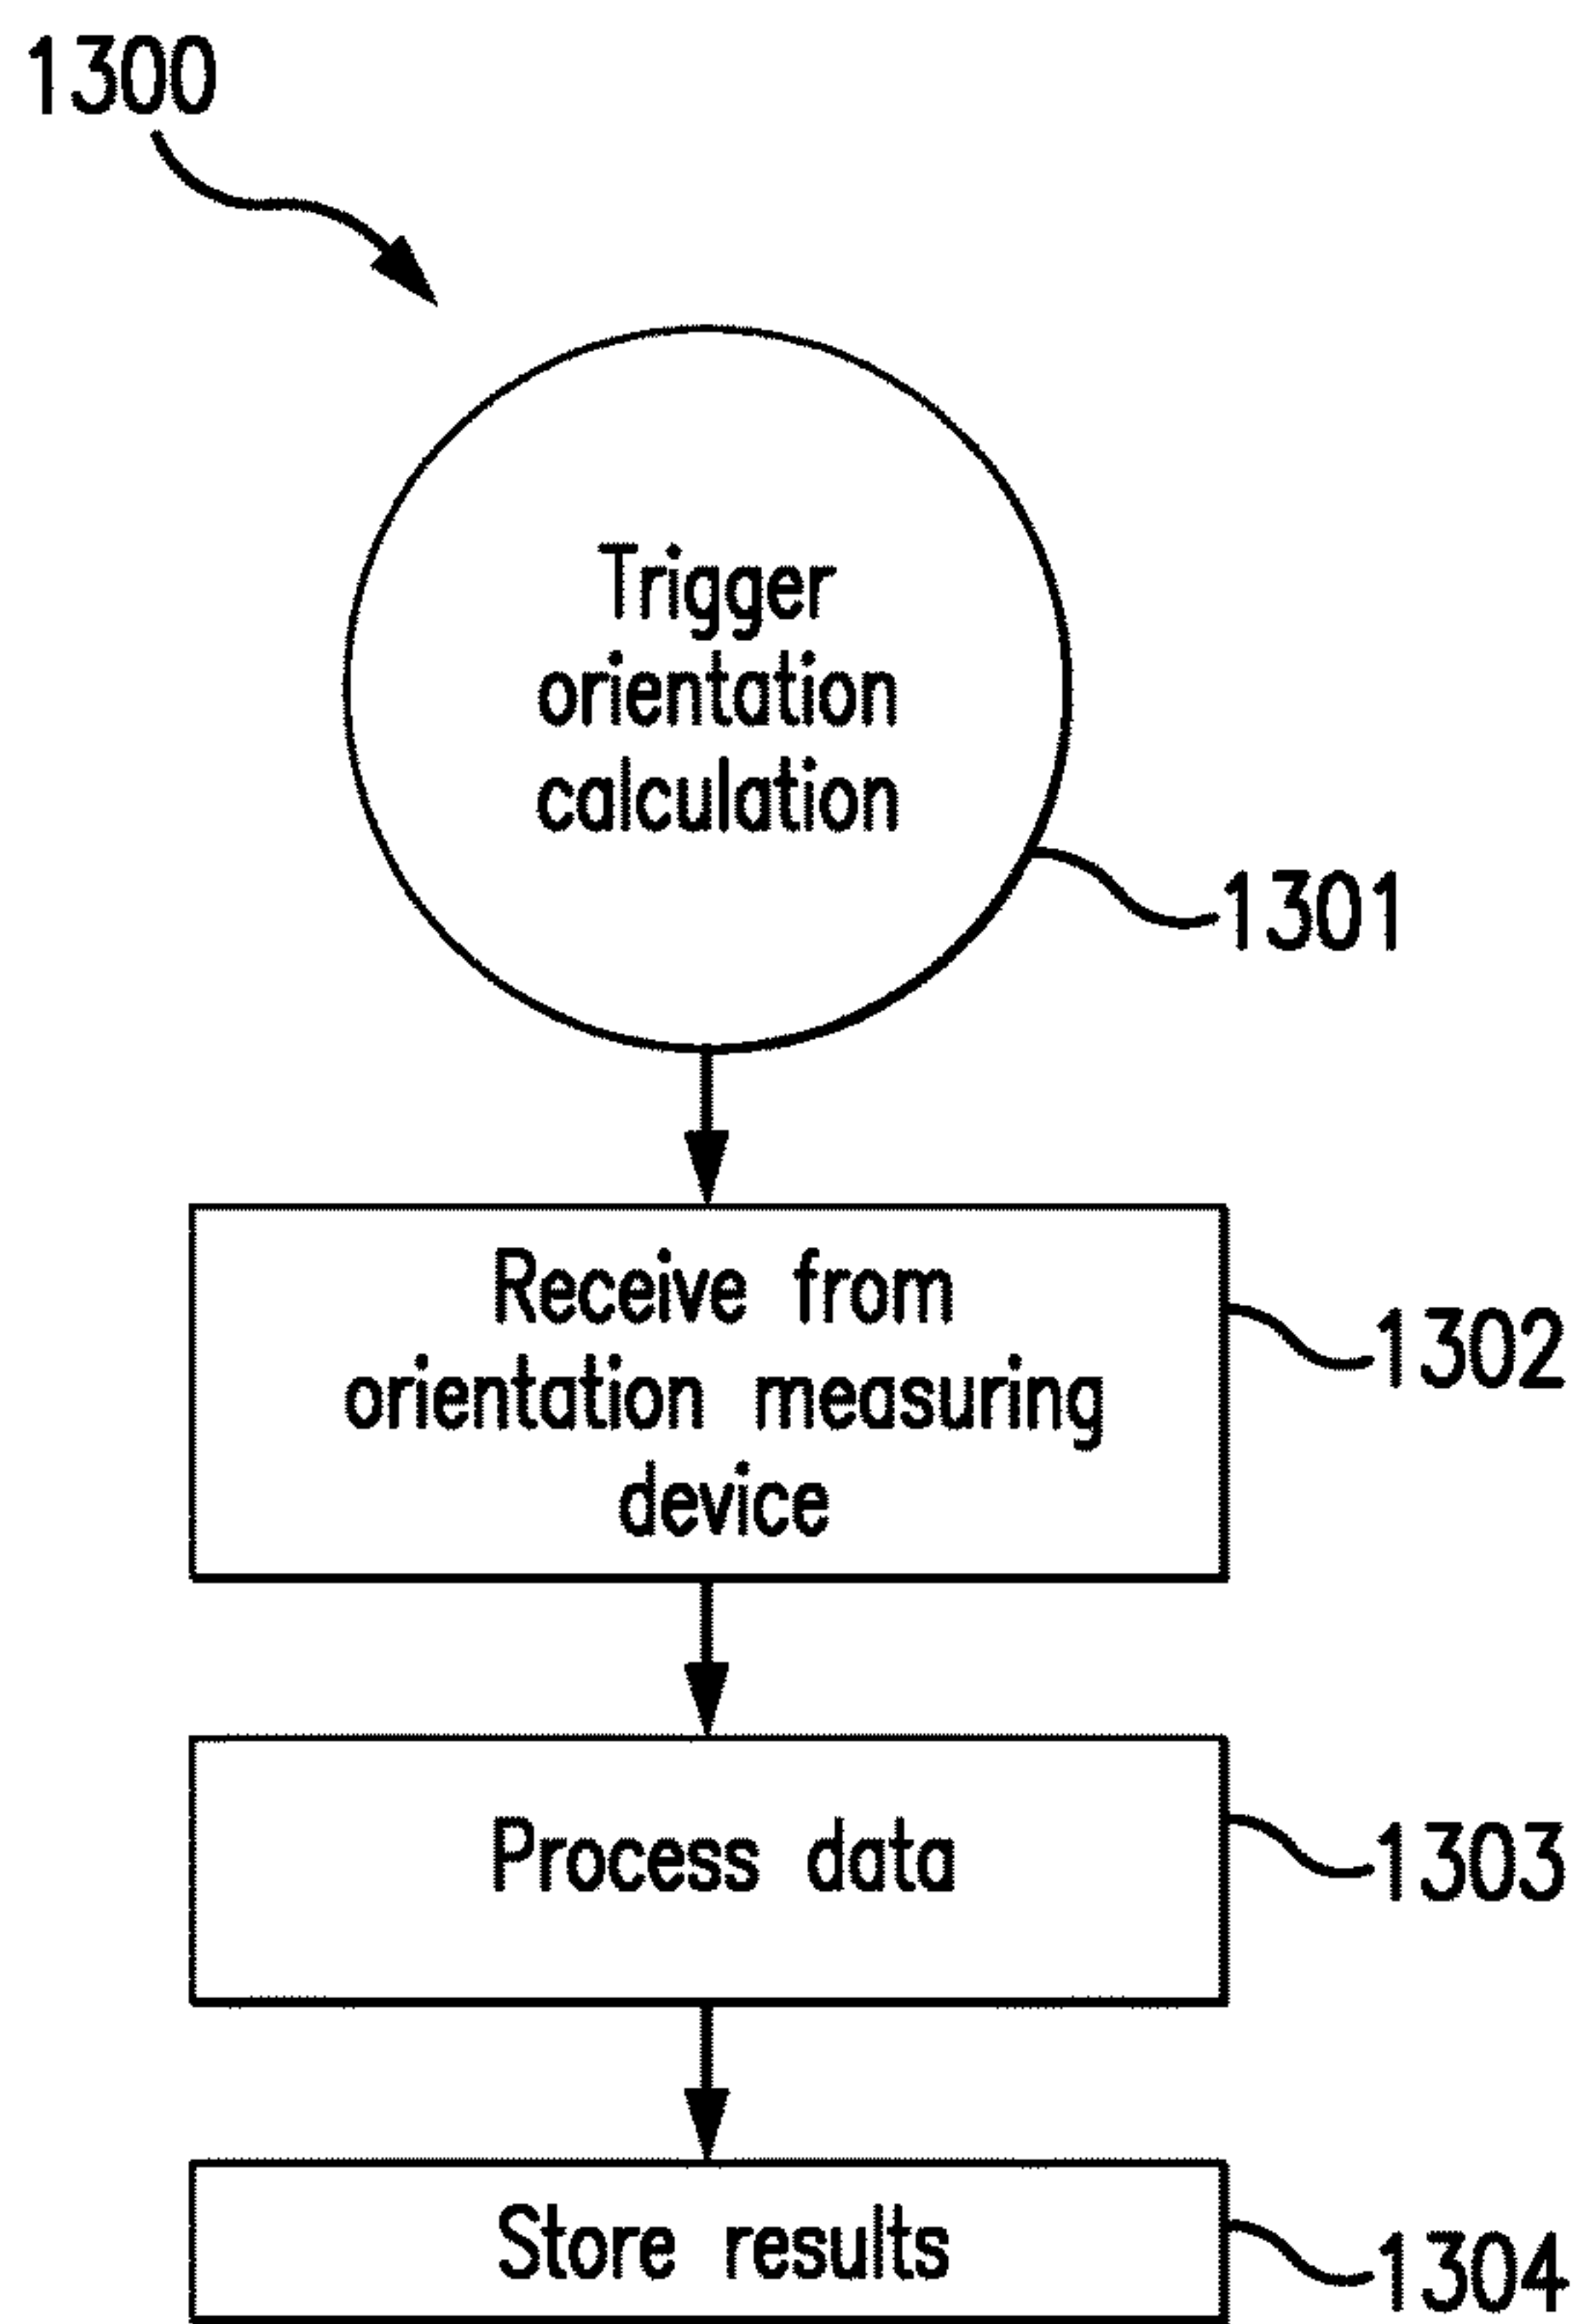 1300
Trigger
orientation
calculation
1301
Receive from
orientation measuring
device
1302
Process data
1303
Store results
1304